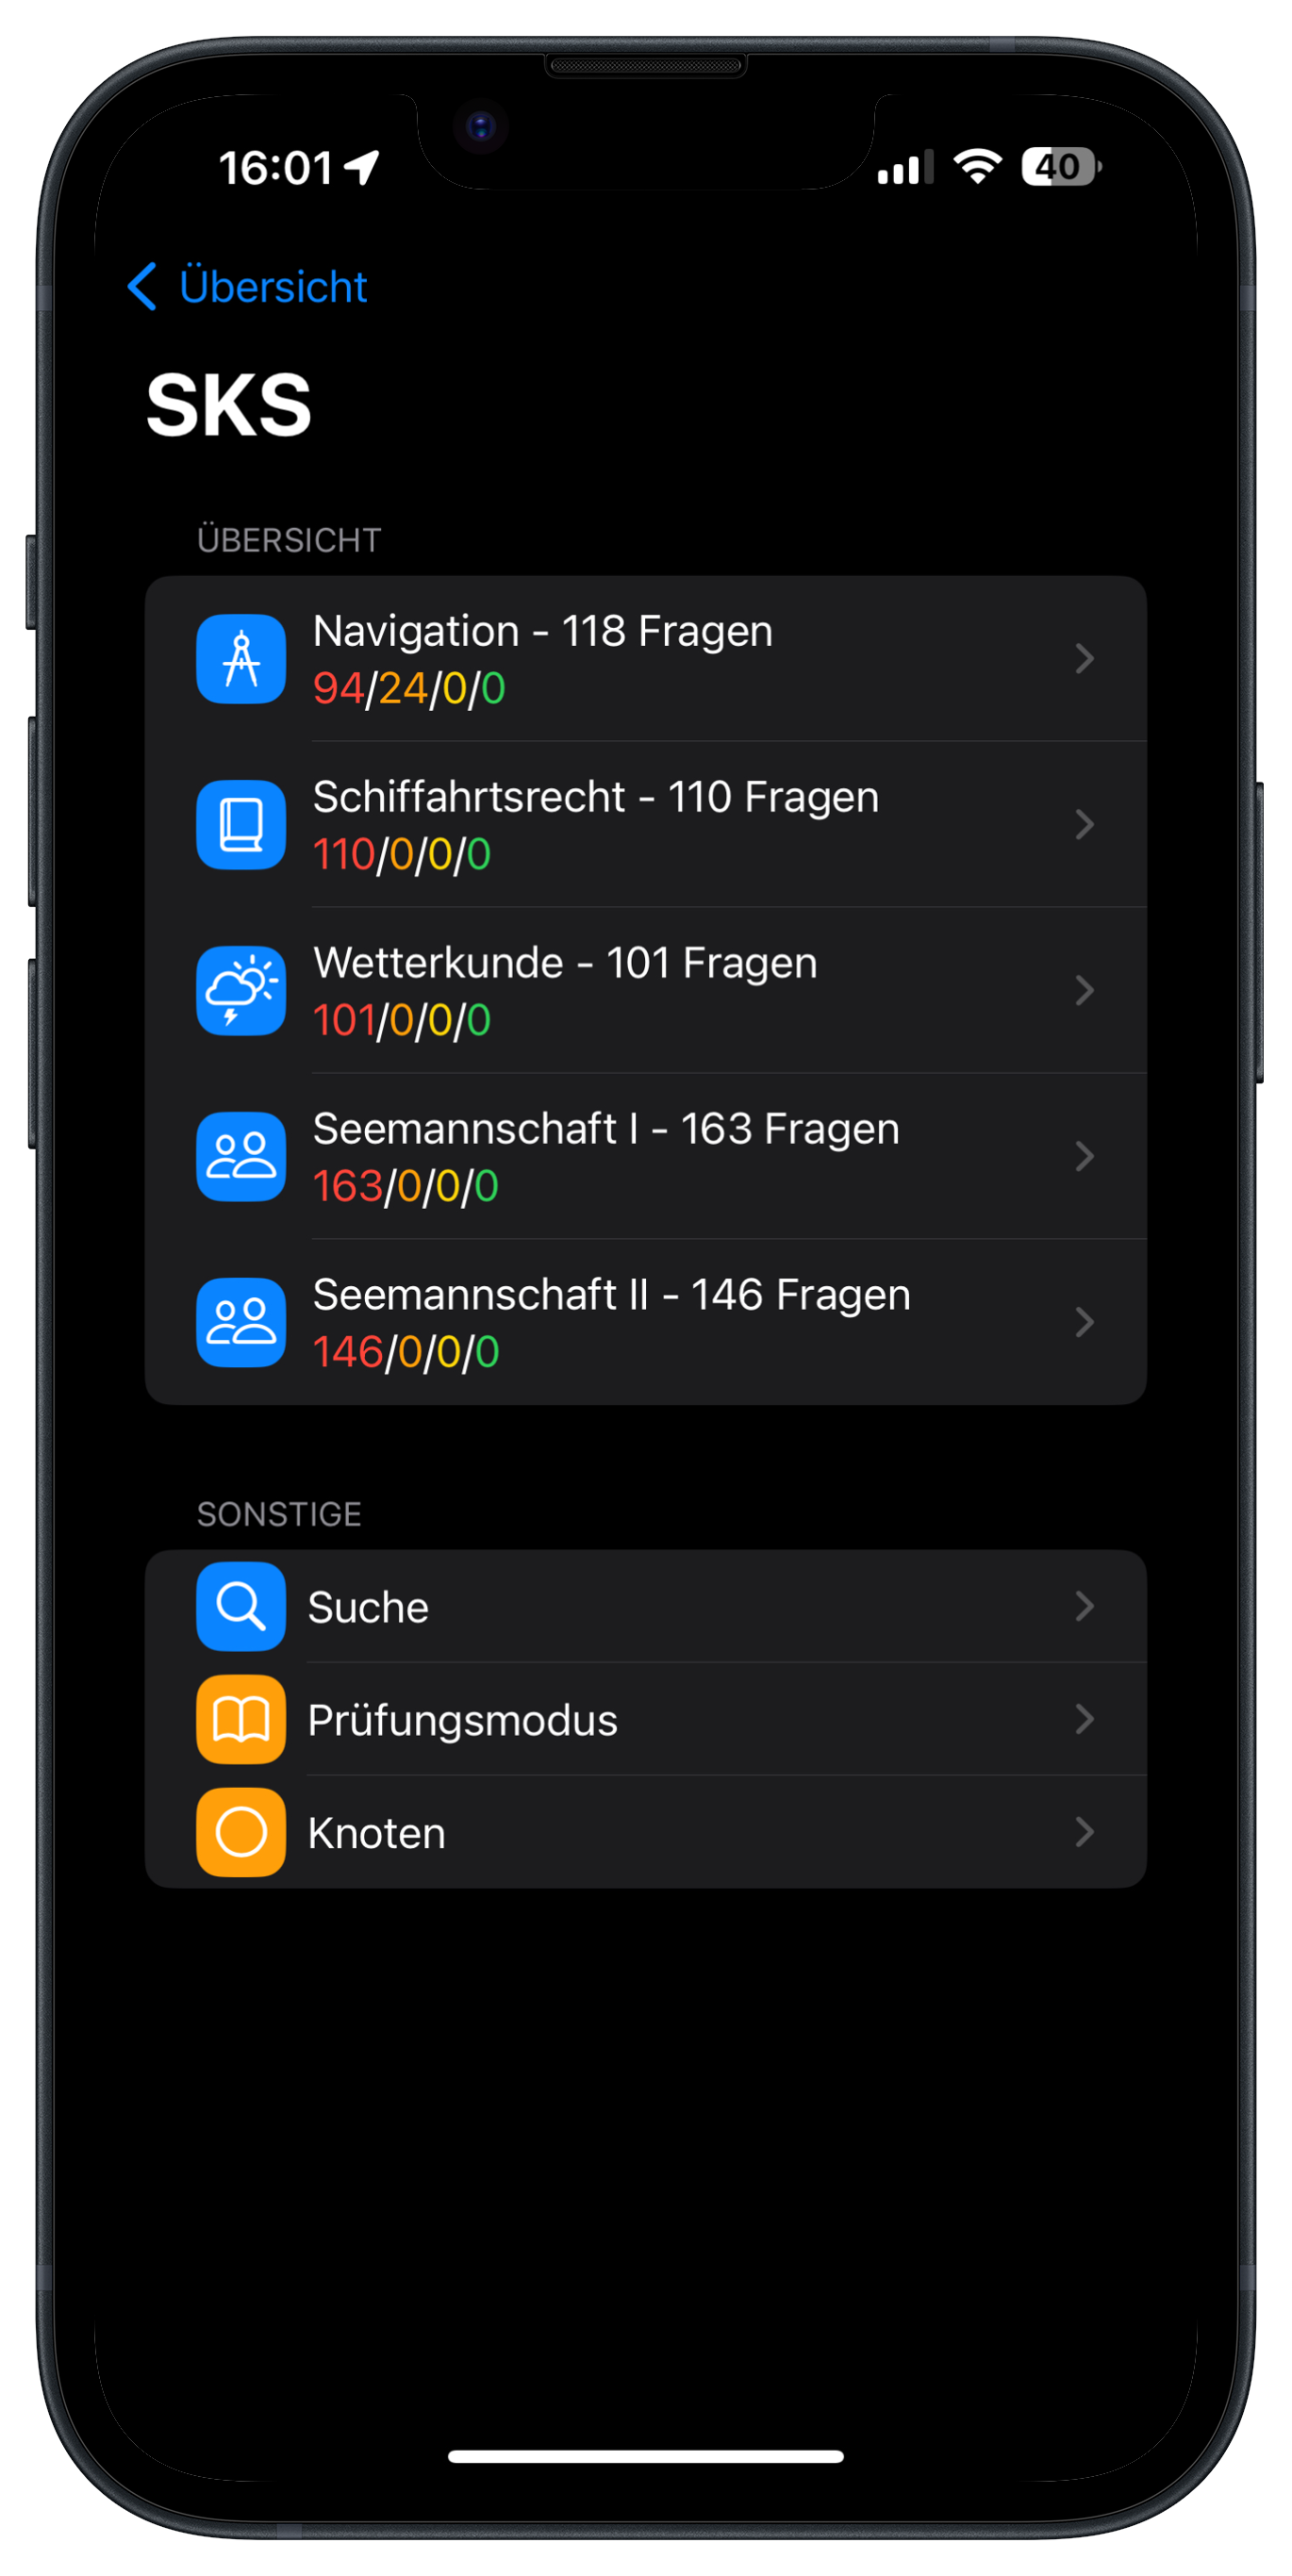 16:01
40
Übersicht
SKS
ÜBERSICHT
Navigation - 118 Fragen
94/24/0/0
Schiffahrtsrecht - 110 Fragen
110/0/0/0
Wetterkunde - 101 Fragen
101/0/0/0
Seemannschaft I - 163 Fragen
163/0/0/0
Seemannschaft II - 146 Fragen
146/0/0/0
SONSTIGE
Suche
Prüfungsmodus
Knoten